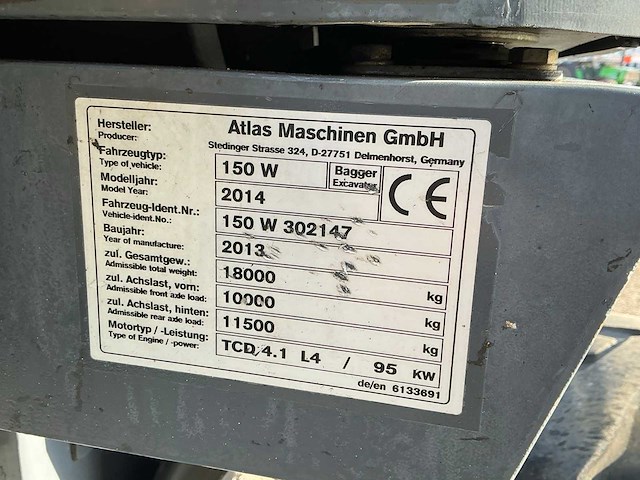 Hersteller: Atlas Maschinen GmbH
Producer: Stedinger Strasse 324, D-27751 Delmenhorst, Germany
Fahrzeugtyp: 150 W Bagger
Type of vehicle: Excavator
Modelljahr: 2014
Model Year: CE
Fahrzeug-Ident.Nr.: 150 W 302147
Vehicle-ident.No.:
Baujahr: 2013
Year of manufacture:
zul. Gesamtgew.: 18000 kg
Admissible total weight:
zul. Achslast, vorn: 10000 kg
Admissible front axle load:
zul. Achslast, hinten: 11500 kg
Admissible rear axle load:
Motortyp / -Leistung: TCD 4.1 L4 / 95 KW
Type of Engine / -power:
de/en 6133691